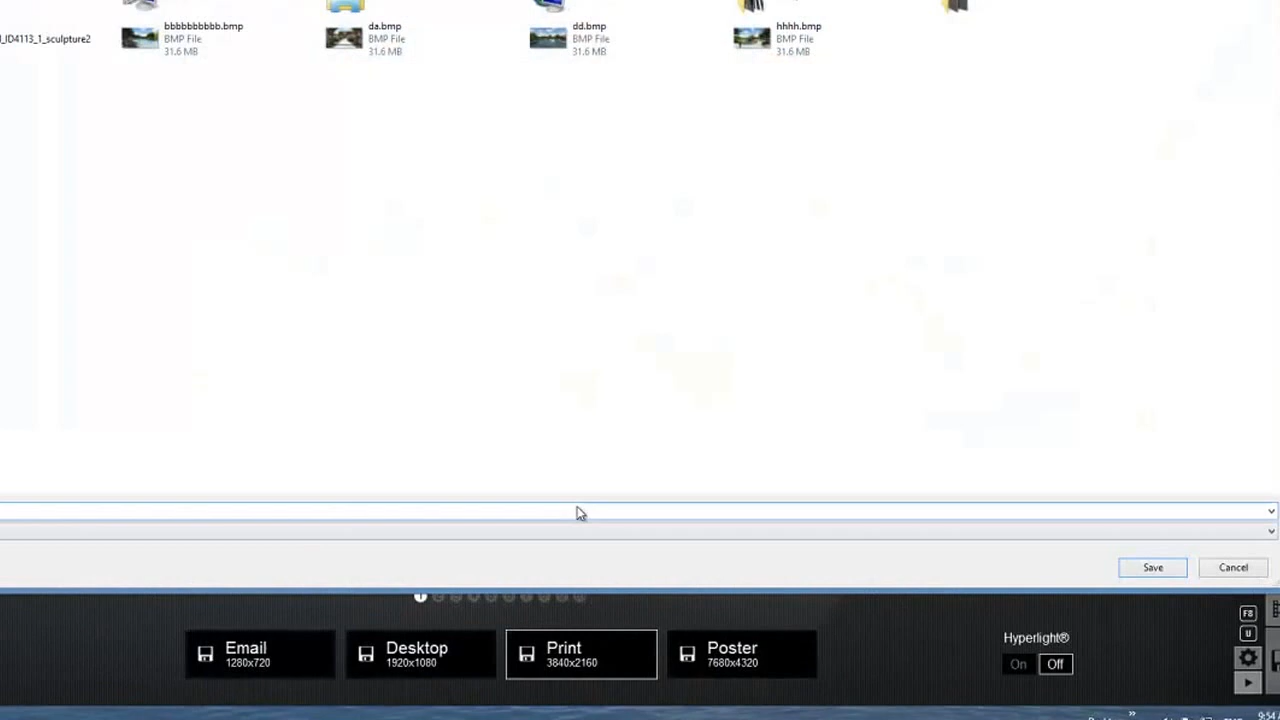 bbbbbbbbbb.bmp
BMP File
31.6 MB
da.bmp
BMP File
31.6 MB
dd.bmp
BMP File
31.6 MB
hhhh.bmp
BMP File
31.6 MB
_ID4113_1_sculpture2
Save
Cancel
Email
1280x720
Desktop
1920x1080
Print
3840x2160
Poster
7680x4320
Hyperlight®
On
Off
F8
U